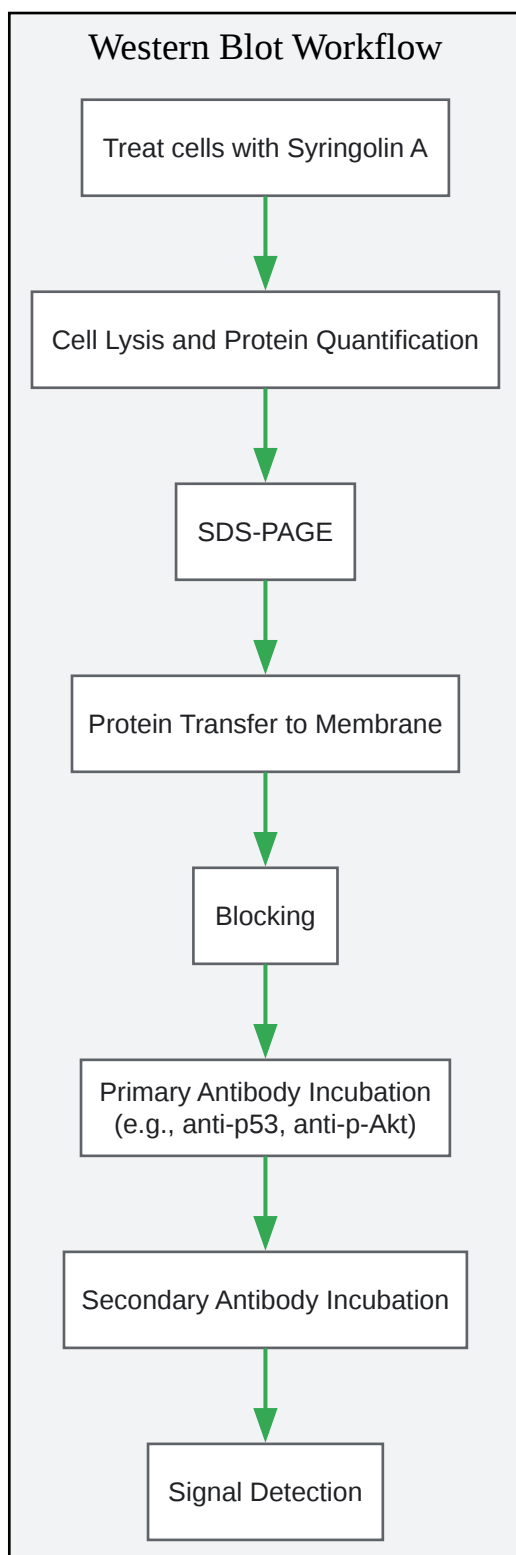 Western Blot Workflow
Treat cells with Syringolin A
Cell Lysis and Protein Quantification
SDS-PAGE
Protein Transfer to Membrane
Blocking
Primary Antibody Incubation
(e.g., anti-p53, anti-p-Akt)
Secondary Antibody Incubation
Signal Detection